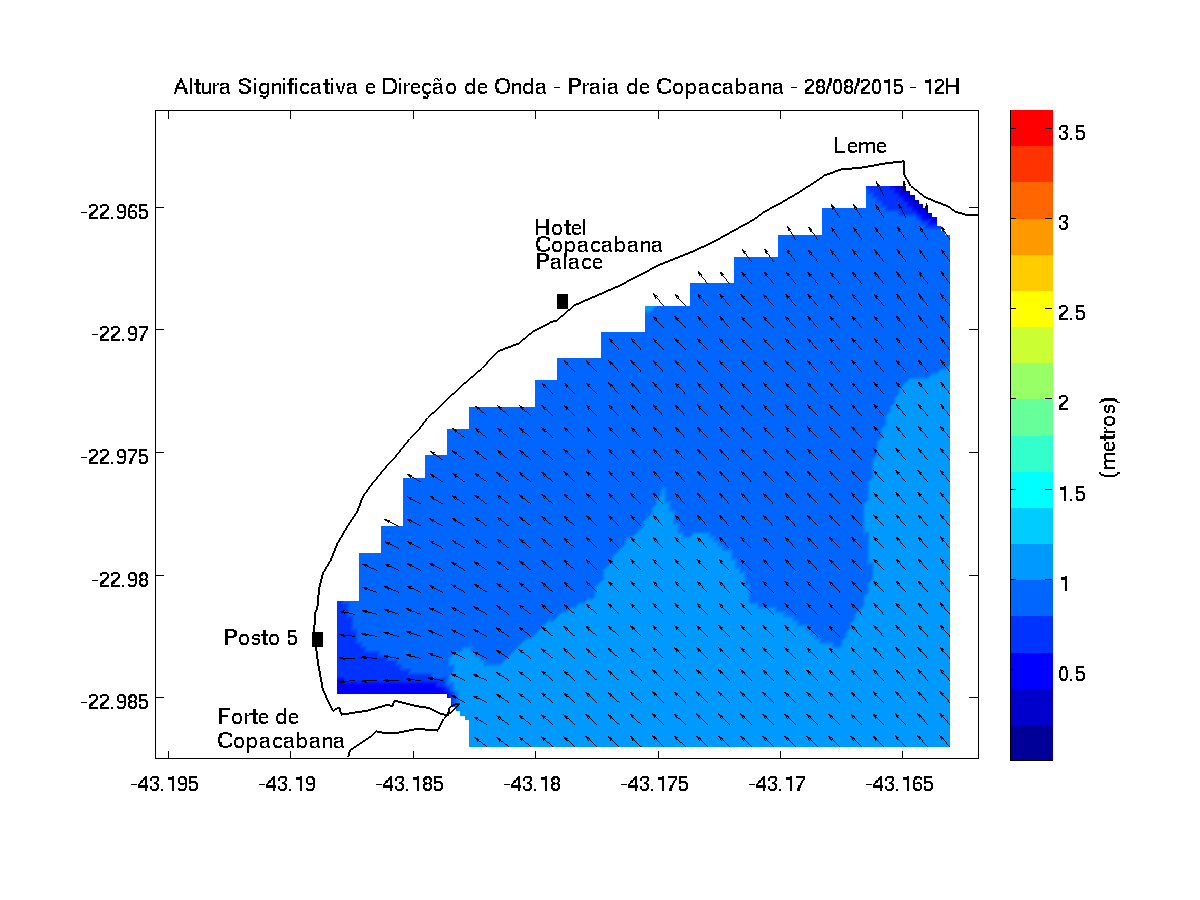 Altura Significativa e Direção de Onda - Praia de Copacabana - 28/08/2015 - 12H
Leme
Hotel
Copacabana
Palace
Posto 5
Forte de
Copacabana
-22.965
-22.97
-22.975
-22.98
-22.985
-43.195
-43.19
-43.185
-43.18
-43.175
-43.17
-43.165
3.5
3
2.5
2
1.5
1
0.5
(metros)